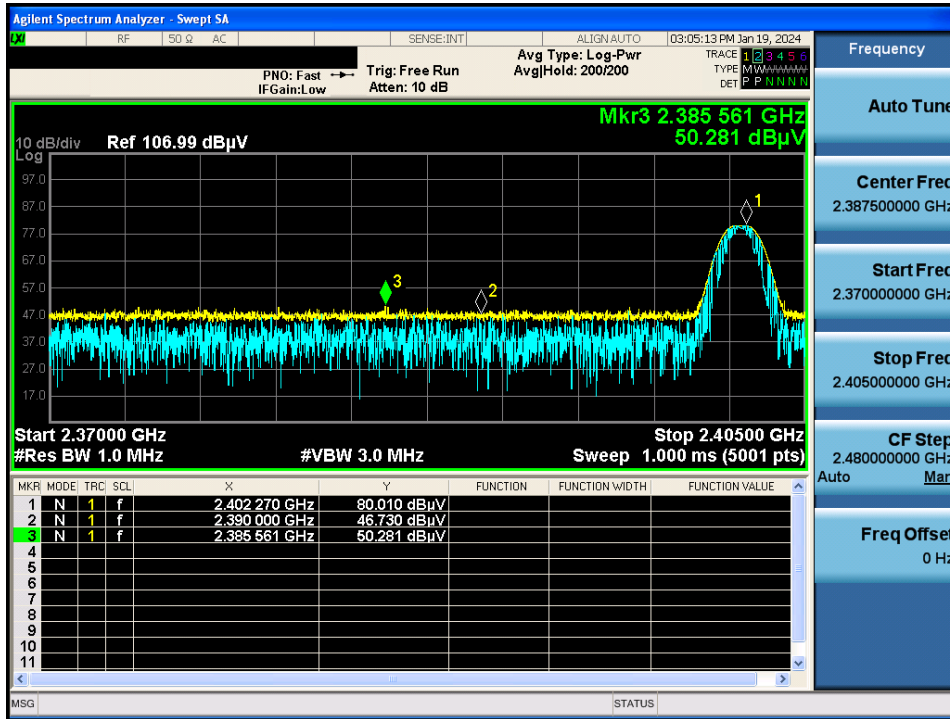 Agilent Spectrum Analyzer - Swept SA
LXI RF 50 Ω AC SENSE:INT ALIGN AUTO 03:05:13 PM Jan 19, 2024
Frequency
PNO: Fast
IFGain:Low
Trig: Free Run
Atten: 10 dB
Avg Type: Log-Pwr
Avg|Hold: 200/200
TRACE 1 2 3 4 5 6
TYPE MWWWWW
DET P P N N N N
Mkr3 2.385 561 GHz
50.281 dBµV
10 dB/div
Log
Ref 106.99 dBµV
97.0
87.0
77.0
67.0
57.0
47.0
37.0
27.0
17.0
1
2
3
Start 2.37000 GHz
Stop 2.40500 GHz
#Res BW 1.0 MHz
#VBW 3.0 MHz
Sweep 1.000 ms (5001 pts)
MKR MODE TRC SCL X Y FUNCTION FUNCTION WIDTH FUNCTION VALUE
1 N 1 f 2.402 270 GHz 80.010 dBµV
2 N 1 f 2.390 000 GHz 46.730 dBµV
3 N 1 f 2.385 561 GHz 50.281 dBµV
4
5
6
7
8
9
10
11
Auto Tune
Center Freq
2.387500000 GHz
Start Freq
2.370000000 GHz
Stop Freq
2.405000000 GHz
CF Step
2.480000000 GHz
Auto Man
Freq Offset
0 Hz
MSG
STATUS